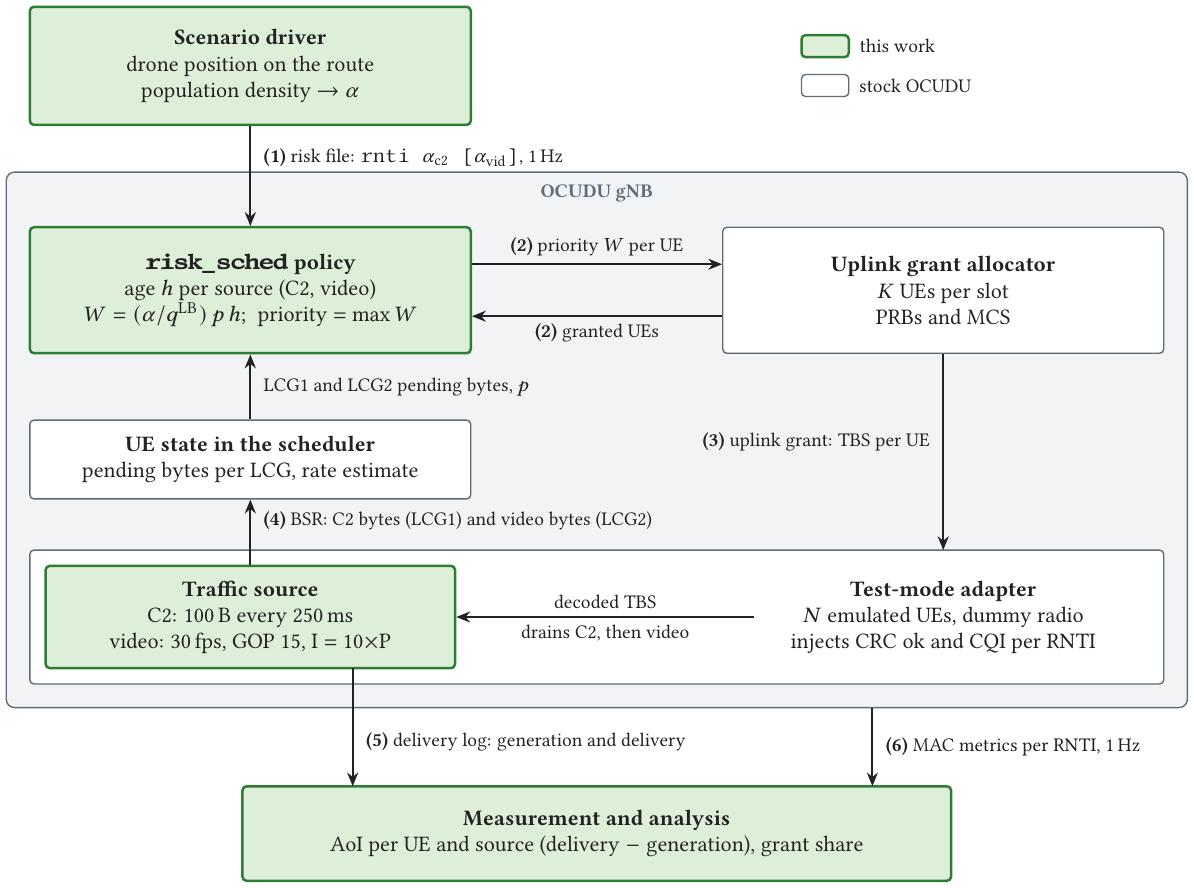 Scenario driver
drone position on the route
population density → α
this work
stock OCUDU
(1) risk file: rnti α_c2 [α_vid], 1 Hz
OCUDU gNB
risk_sched policy
age h per source (C2, video)
W = (α/q^LB) p h; priority = max W
(2) priority W per UE
(2) granted UEs
Uplink grant allocator
K UEs per slot
PRBs and MCS
LCG1 and LCG2 pending bytes, p
UE state in the scheduler
pending bytes per LCG, rate estimate
(3) uplink grant: TBS per UE
(4) BSR: C2 bytes (LCG1) and video bytes (LCG2)
Traffic source
C2: 100 B every 250 ms
video: 30 fps, GOP 15, I = 10×P
decoded TBS
drains C2, then video
Test-mode adapter
N emulated UEs, dummy radio
injects CRC ok and CQI per RNTI
(5) delivery log: generation and delivery
(6) MAC metrics per RNTI, 1 Hz
Measurement and analysis
AoI per UE and source (delivery − generation), grant share